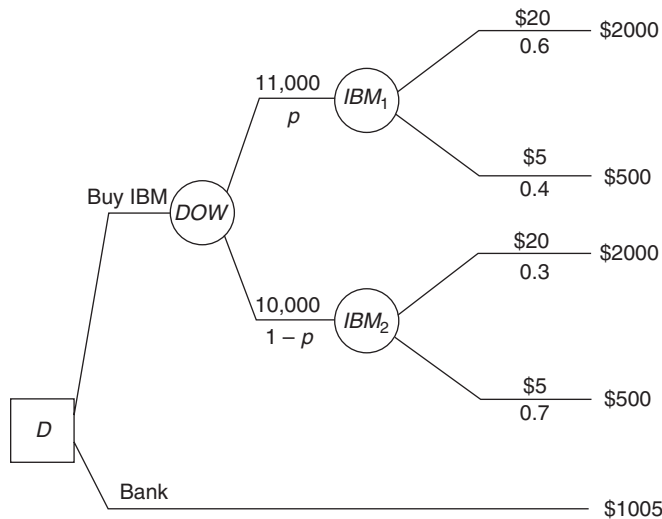 $20
0.6
$2000
11,000
p
IBM1
$5
0.4
$500
Buy IBM
DOW
$20
0.3
$2000
10,000
1 – p
IBM2
$5
0.7
$500
D
Bank
$1005